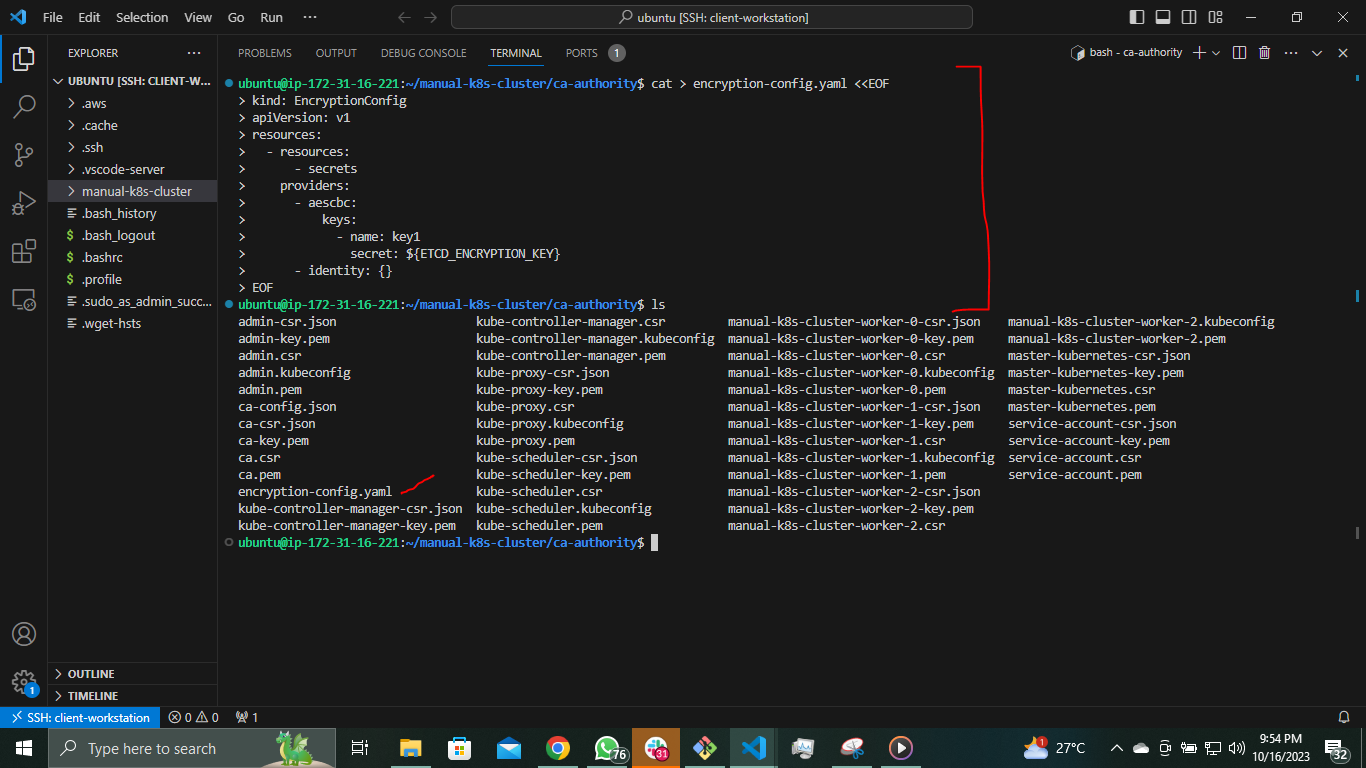 File Edit Selection View Go Run ···
ubuntu [SSH: client-workstation]
EXPLORER ···
PROBLEMS OUTPUT DEBUG CONSOLE TERMINAL PORTS 1
bash - ca-authority
UBUNTU [SSH: CLIENT-W...
.aws
.cache
.ssh
.vscode-server
manual-k8s-cluster
.bash_history
$ .bash_logout
$ .bashrc
$ .profile
.sudo_as_admin_succ...
.wget-hsts
OUTLINE
TIMELINE
1
ubuntu@ip-172-31-16-221:~/manual-k8s-cluster/ca-authority$ cat > encryption-config.yaml <<EOF
> kind: EncryptionConfig
> apiVersion: v1
> resources:
>   - resources:
>       - secrets
>     providers:
>       - aescbc:
>           keys:
>             - name: key1
>               secret: ${ETCD_ENCRYPTION_KEY}
>       - identity: {}
> EOF
ubuntu@ip-172-31-16-221:~/manual-k8s-cluster/ca-authority$ ls
admin-csr.json kube-controller-manager.csr manual-k8s-cluster-worker-0-csr.json manual-k8s-cluster-worker-2.kubeconfig
admin-key.pem kube-controller-manager.kubeconfig manual-k8s-cluster-worker-0-key.pem manual-k8s-cluster-worker-2.pem
admin.csr kube-controller-manager.pem manual-k8s-cluster-worker-0.csr master-kubernetes-csr.json
admin.kubeconfig kube-proxy-csr.json manual-k8s-cluster-worker-0.kubeconfig master-kubernetes-key.pem
admin.pem kube-proxy-key.pem manual-k8s-cluster-worker-0.pem master-kubernetes.csr
ca-config.json kube-proxy.csr manual-k8s-cluster-worker-1-csr.json master-kubernetes.pem
ca-csr.json kube-proxy.kubeconfig manual-k8s-cluster-worker-1-key.pem service-account-csr.json
ca-key.pem kube-proxy.pem manual-k8s-cluster-worker-1.csr service-account-key.pem
ca.csr kube-scheduler-csr.json manual-k8s-cluster-worker-1.kubeconfig service-account.csr
ca.pem kube-scheduler-key.pem manual-k8s-cluster-worker-1.pem service-account.pem
encryption-config.yaml kube-scheduler.csr manual-k8s-cluster-worker-2-csr.json
kube-controller-manager-csr.json kube-scheduler.kubeconfig manual-k8s-cluster-worker-2-key.pem
kube-controller-manager-key.pem kube-scheduler.pem manual-k8s-cluster-worker-2.csr
ubuntu@ip-172-31-16-221:~/manual-k8s-cluster/ca-authority$
SSH: client-workstation 0 0 1
Type here to search
76
31
1
27°C
9:54 PM
10/16/2023
32